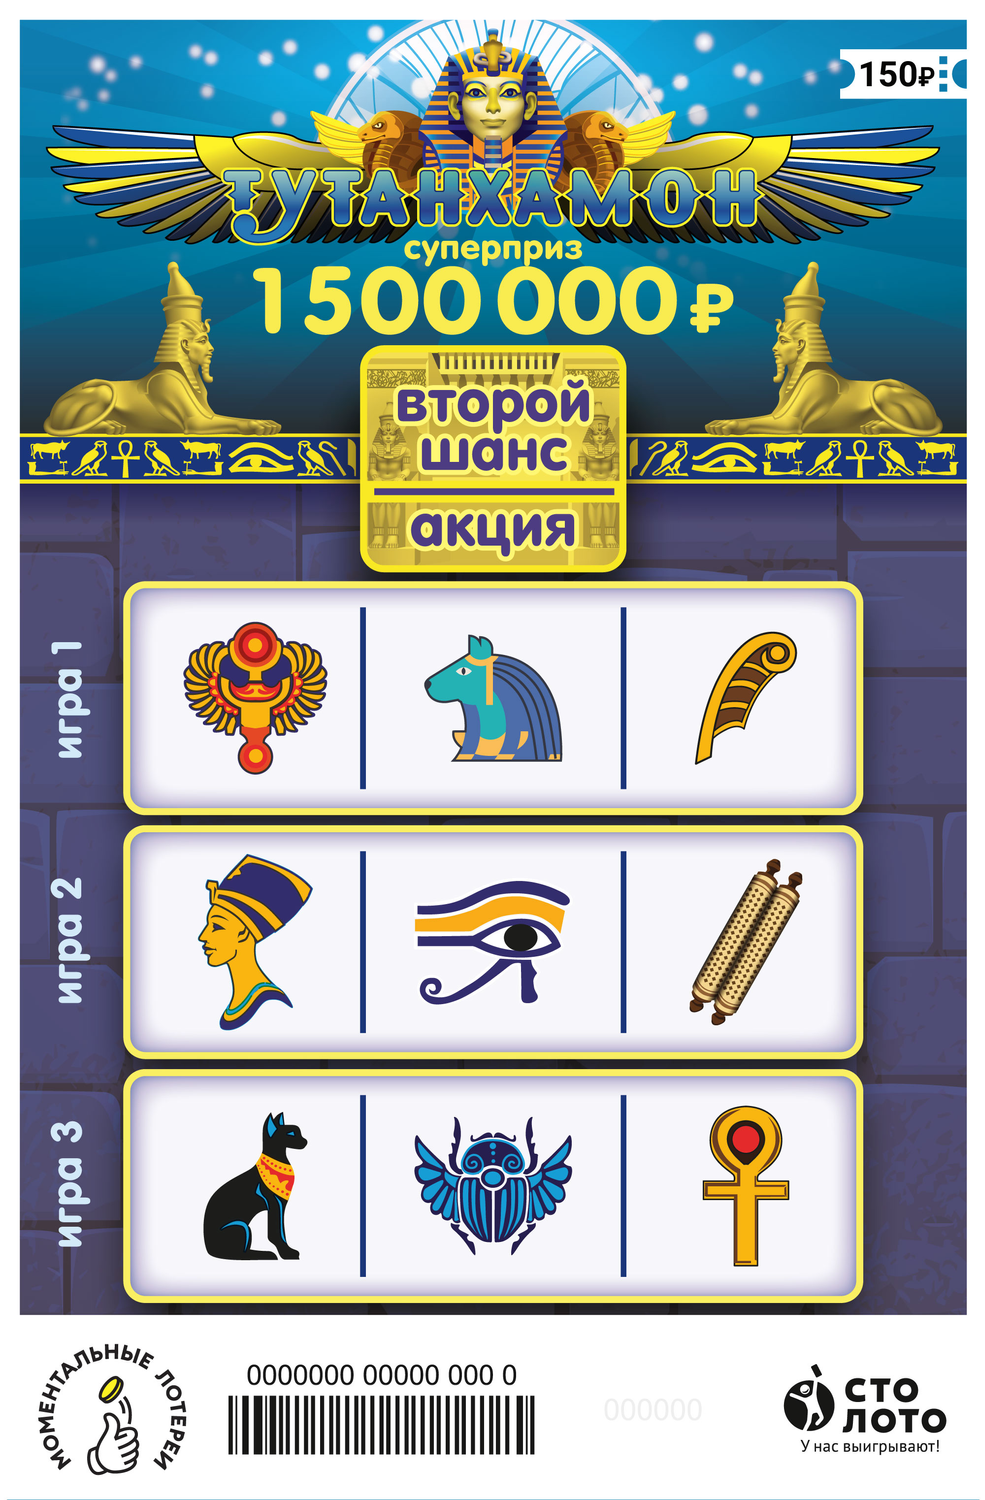 150₽
ТУТАНХАМОН
суперприз
1 500 000 ₽
второй
шанс
акция
игра 1
игра 2
игра 3
МОМЕНТАЛЬНЫЕ ЛОТЕРЕИ
0000000 00000 000 0
000000
СТО
ЛОТО
У нас выигрывают!